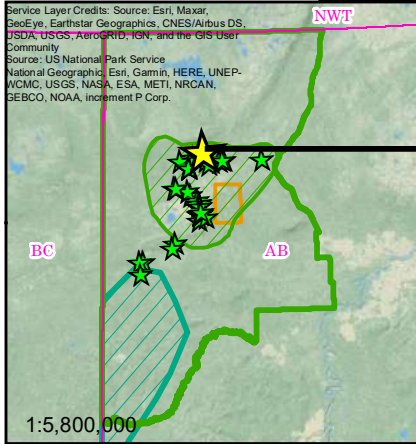 Service Layer Credits: Source: Esri, Maxar,
GeoEye, Earthstar Geographics, CNES/Airbus DS,
USDA, USGS, AeroGRID, IGN, and the GIS User
Community
Source: US National Park Service
National Geographic, Esri, Garmin, HERE, UNEP-
WCMC, USGS, NASA, ESA, METI, NRCAN,
GEBCO, NOAA, increment P Corp.
NWT
BC
AB
1:5,800,000